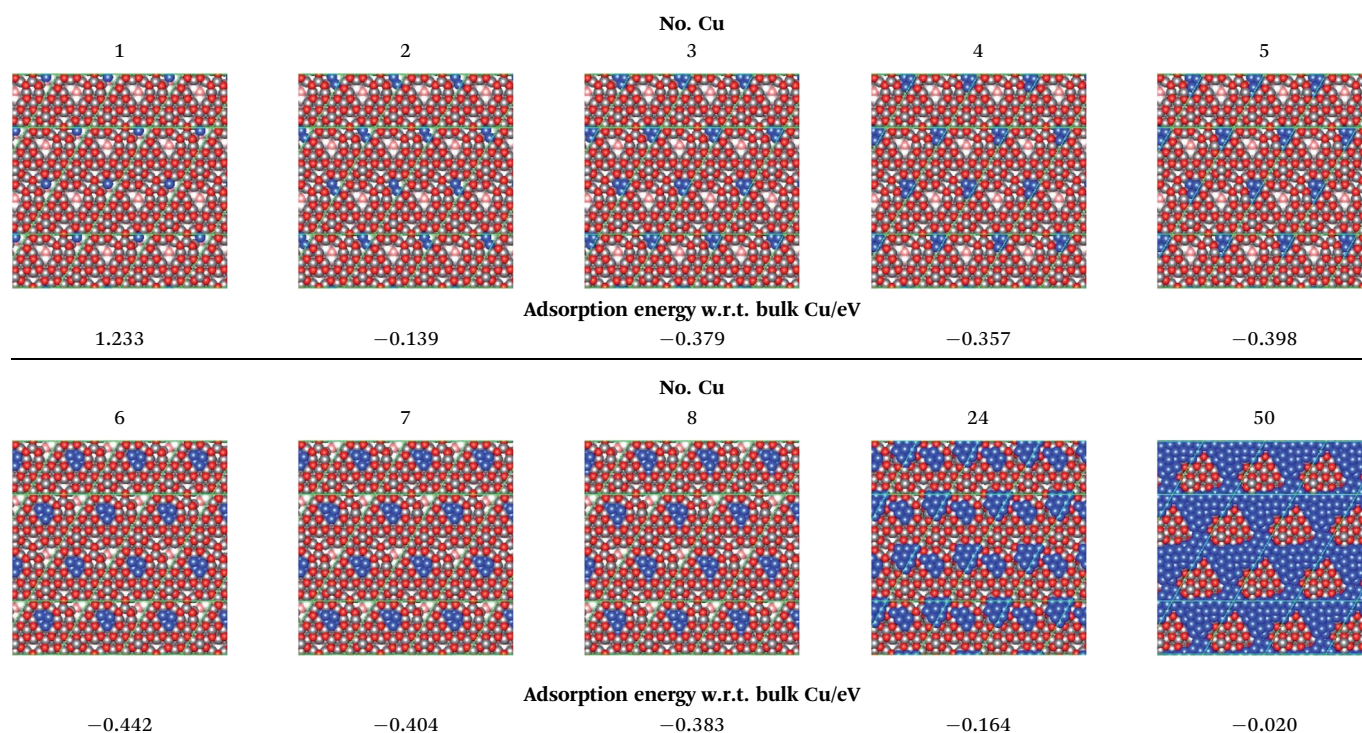 No. Cu
1 2 3 4 5
Adsorption energy w.r.t. bulk Cu/eV
1.233 −0.139 −0.379 −0.357 −0.398
No. Cu
6 7 8 24 50
Adsorption energy w.r.t. bulk Cu/eV
−0.442 −0.404 −0.383 −0.164 −0.020